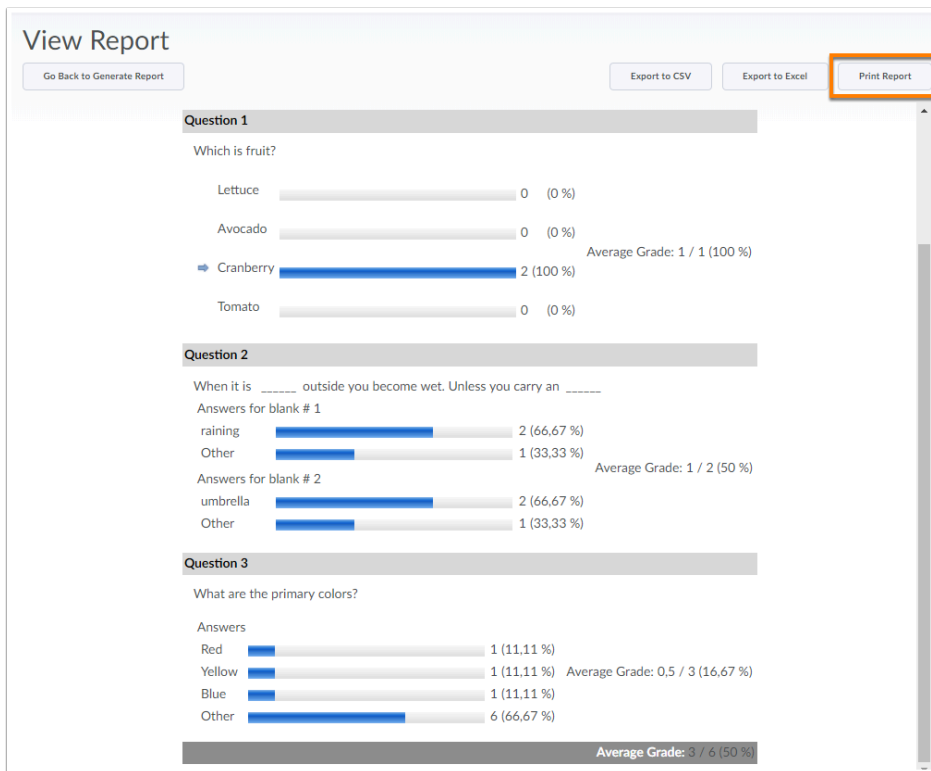 View Report
Go Back to Generate Report
Export to CSV
Export to Excel
Print Report
Question 1
Which is fruit?
Lettuce 0 (0 %)
Avocado 0 (0 %)
Average Grade: 1 / 1 (100 %)
Cranberry 2 (100 %)
Tomato 0 (0 %)
Question 2
When it is ______ outside you become wet. Unless you carry an ______
Answers for blank # 1
raining 2 (66,67 %)
Other 1 (33,33 %)
Average Grade: 1 / 2 (50 %)
Answers for blank # 2
umbrella 2 (66,67 %)
Other 1 (33,33 %)
Question 3
What are the primary colors?
Answers
Red 1 (11,11 %)
Yellow 1 (11,11 %) Average Grade: 0,5 / 3 (16,67 %)
Blue 1 (11,11 %)
Other 6 (66,67 %)
Average Grade: 3 / 6 (50 %)